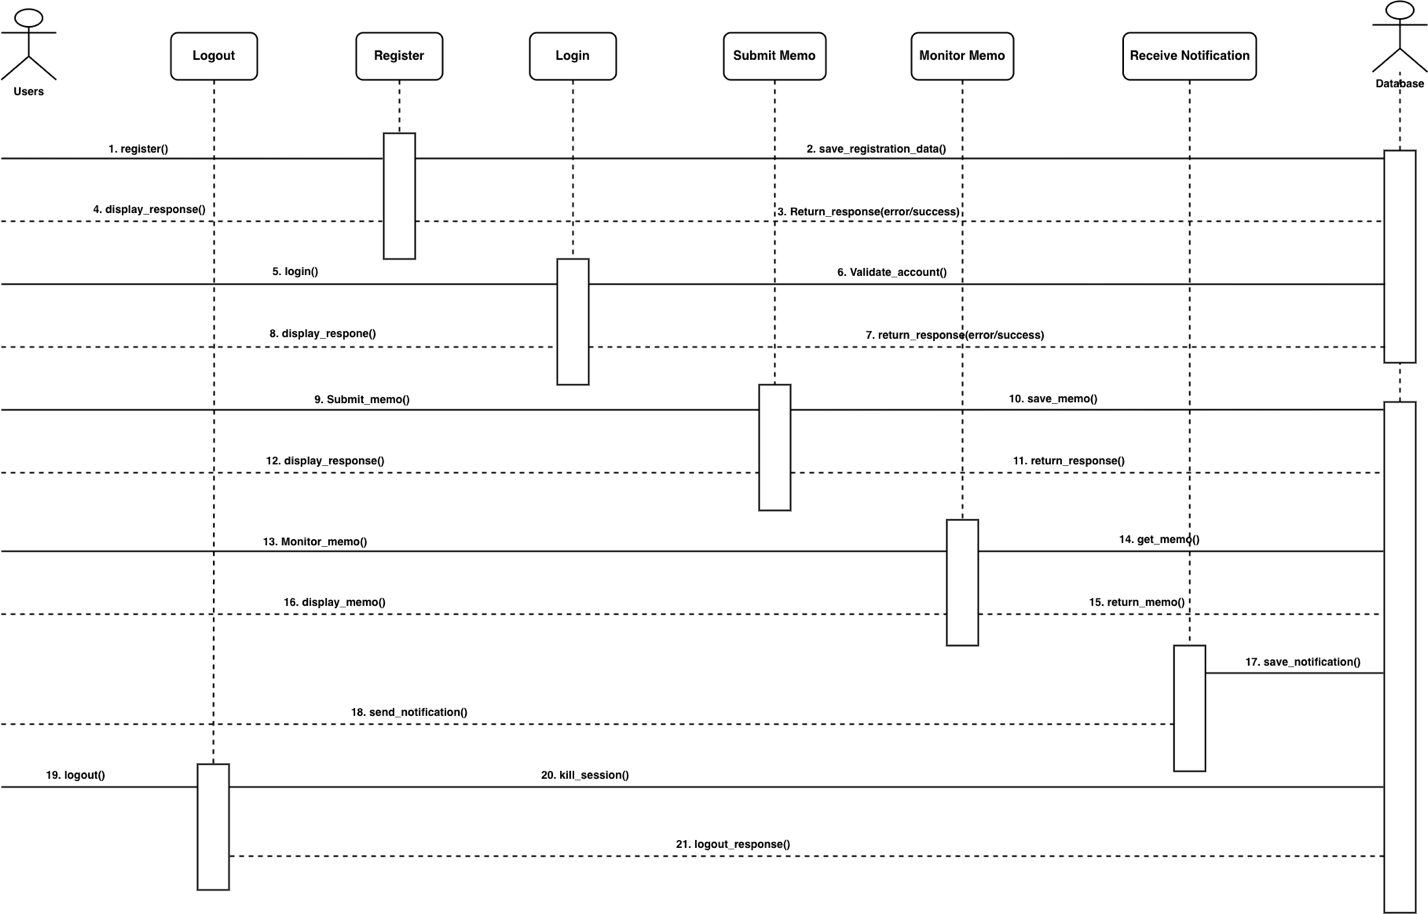 Users
Logout
Register
Login
Submit Memo
Monitor Memo
Receive Notification
Database
1. register()
2. save_registration_data()
4. display_response()
3. Return_response(error/success)
5. login()
6. Validate_account()
8. display_respone()
7. return_response(error/success)
9. Submit_memo()
10. save_memo()
12. display_response()
11. return_response()
13. Monitor_memo()
14. get_memo()
16. display_memo()
15. return_memo()
17. save_notification()
18. send_notification()
19. logout()
20. kill_session()
21. logout_response()